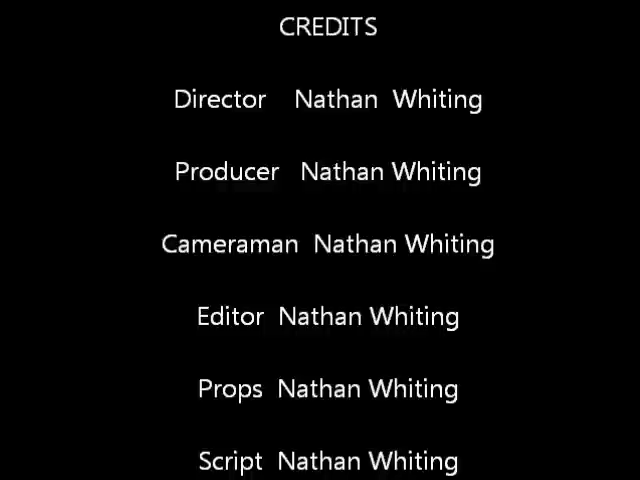 CREDITS
Director Nathan Whiting
Producer Nathan Whiting
Cameraman Nathan Whiting
Editor Nathan Whiting
Props Nathan Whiting
Script Nathan Whiting